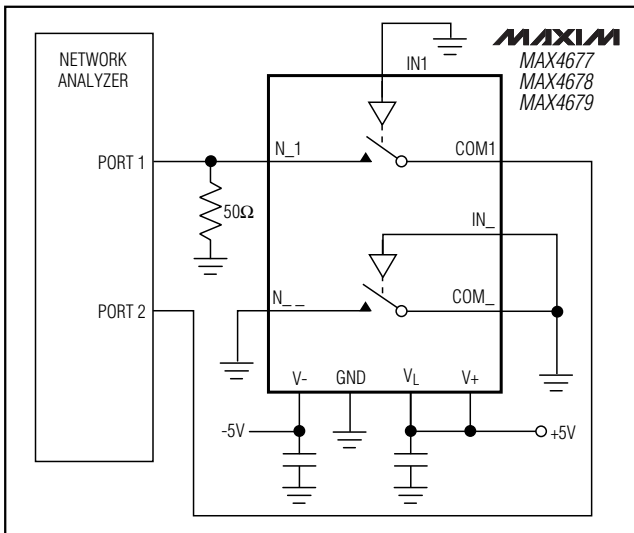 MAXIM
MAX4677
MAX4678
MAX4679
NETWORK
ANALYZER
IN1
PORT 1
N_1
COM1
50Ω
IN_
PORT 2
N_ _
COM_
V-
GND
VL
V+
-5V
+5V